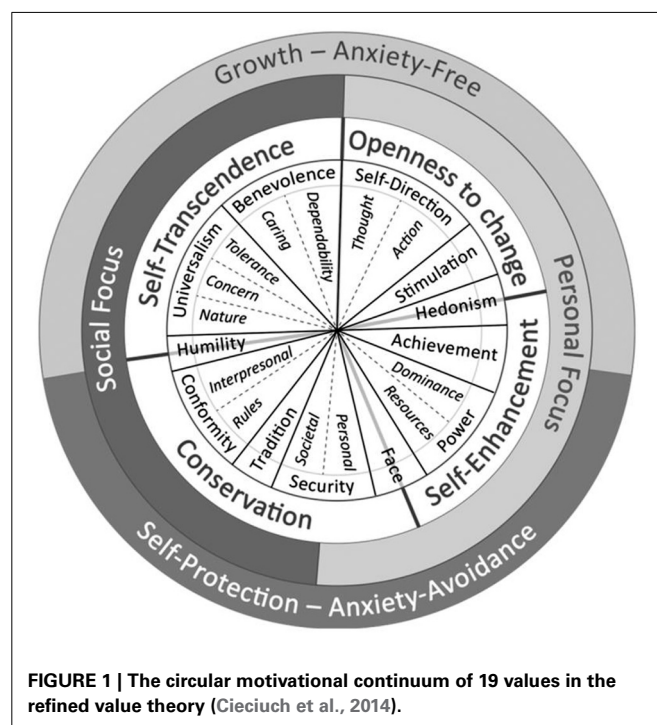 Growth – Anxiety-Free
Social Focus
Personal Focus
Self-Protection – Anxiety-Avoidance
Self-Transcendence
Openness to change
Self-Enhancement
Conservation
Benevolence
Caring
Dependability
Self-Direction
Thought
Action
Stimulation
Hedonism
Achievement
Power
Dominance
Resources
Face
Security
Personal
Societal
Tradition
Conformity
Rules
Interpresonal
Humility
Universalism
Nature
Concern
Tolerance
FIGURE 1 | The circular motivational continuum of 19 values in the
refined value theory (Cieciuch et al., 2014).